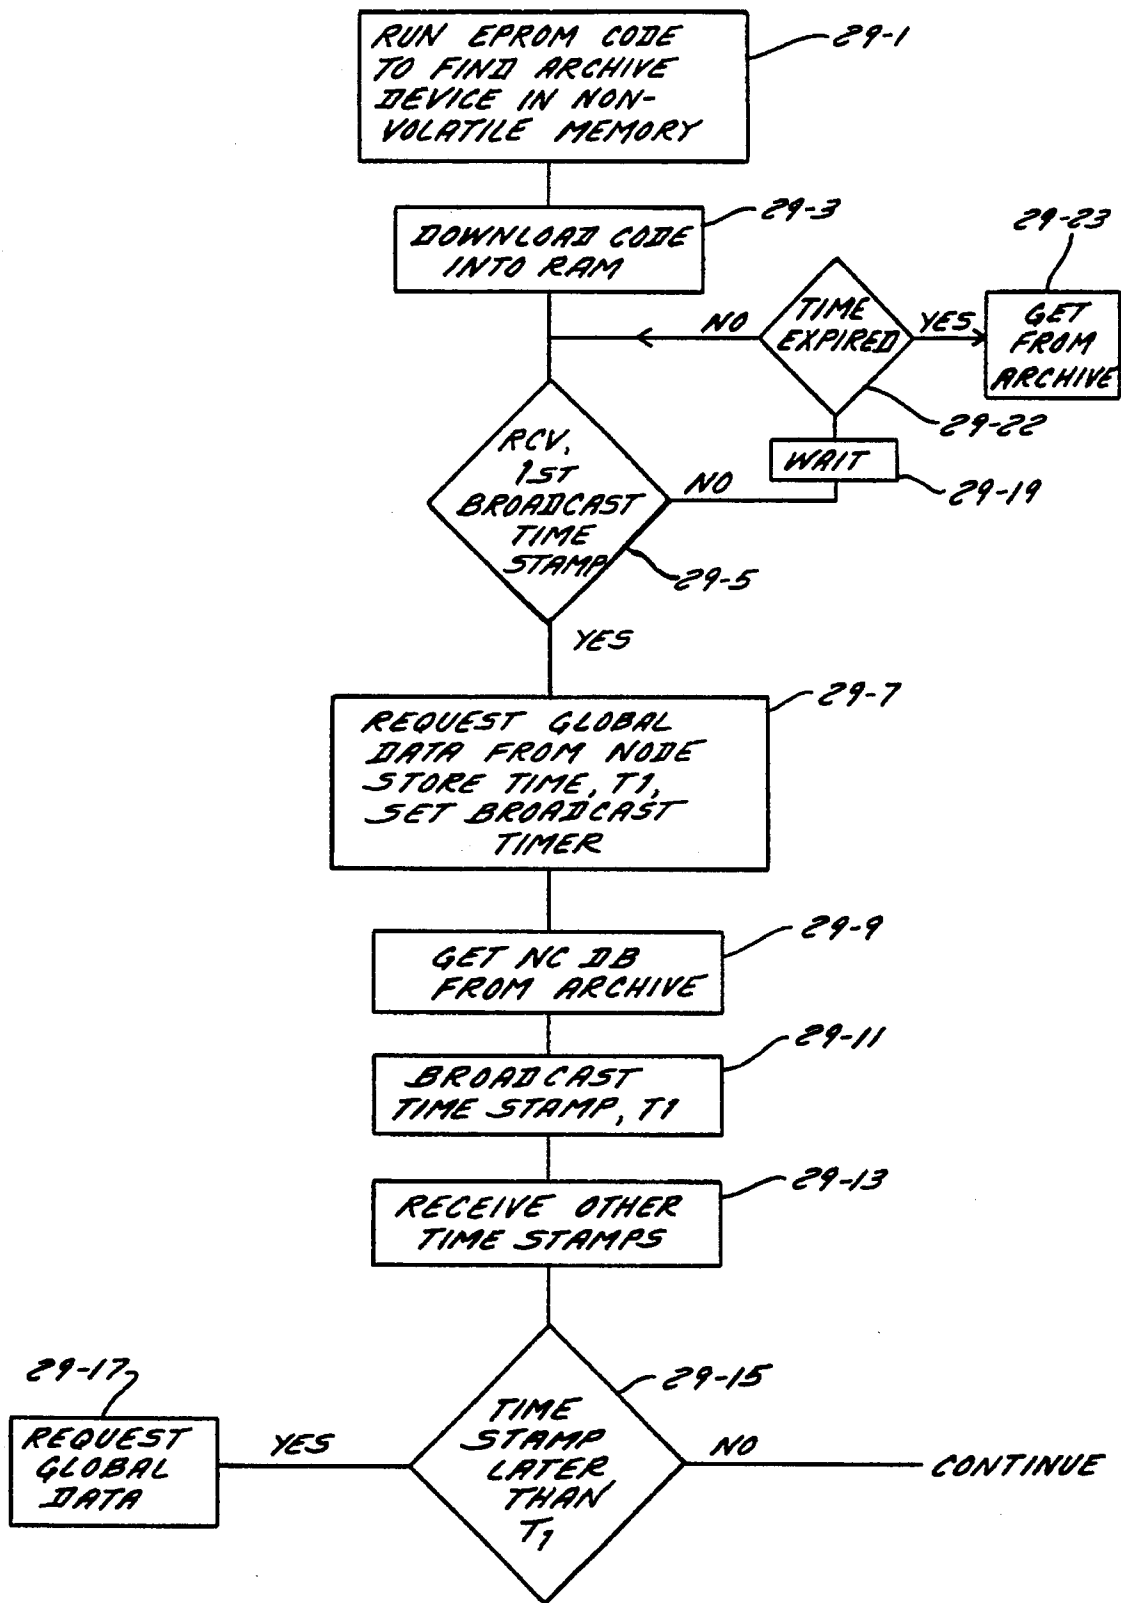 RUN EPROM CODE
TO FIND ARCHIVE
DEVICE IN NON-
VOLATILE MEMORY
29-1
DOWNLOAD CODE
INTO RAM
29-3
29-23
TIME
EXPIRED
NO
YES
GET
FROM
ARCHIVE
29-22
WAIT
29-19
RCV,
1ST
BROADCAST
TIME
STAMP
NO
29-5
YES
29-7
REQUEST GLOBAL
DATA FROM NODE
STORE TIME, T1,
SET BROADCAST
TIMER
29-9
GET NC DB
FROM ARCHIVE
29-11
BROADCAST
TIME STAMP, T1
29-13
RECEIVE OTHER
TIME STAMPS
29-17
29-15
REQUEST
GLOBAL
DATA
YES
TIME
STAMP
LATER
THAN
T1
NO
CONTINUE